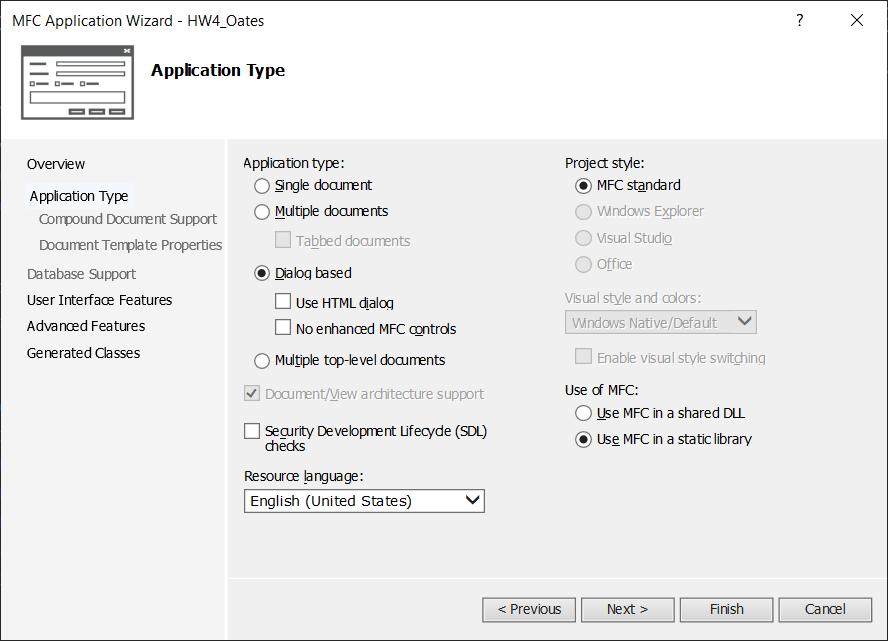 MFC Application Wizard - HW4_Oates
?
Application Type
Overview
Application Type
Compound Document Support
Document Template Properties
Database Support
User Interface Features
Advanced Features
Generated Classes
Application type:
Single document
Multiple documents
Tabbed documents
Dialog based
Use HTML dialog
No enhanced MFC controls
Multiple top-level documents
Document/View architecture support
Security Development Lifecycle (SDL)
checks
Resource language:
English (United States)
Project style:
MFC standard
Windows Explorer
Visual Studio
Office
Visual style and colors:
Windows Native/Default
Enable visual style switching
Use of MFC:
Use MFC in a shared DLL
Use MFC in a static library
< Previous
Next >
Finish
Cancel